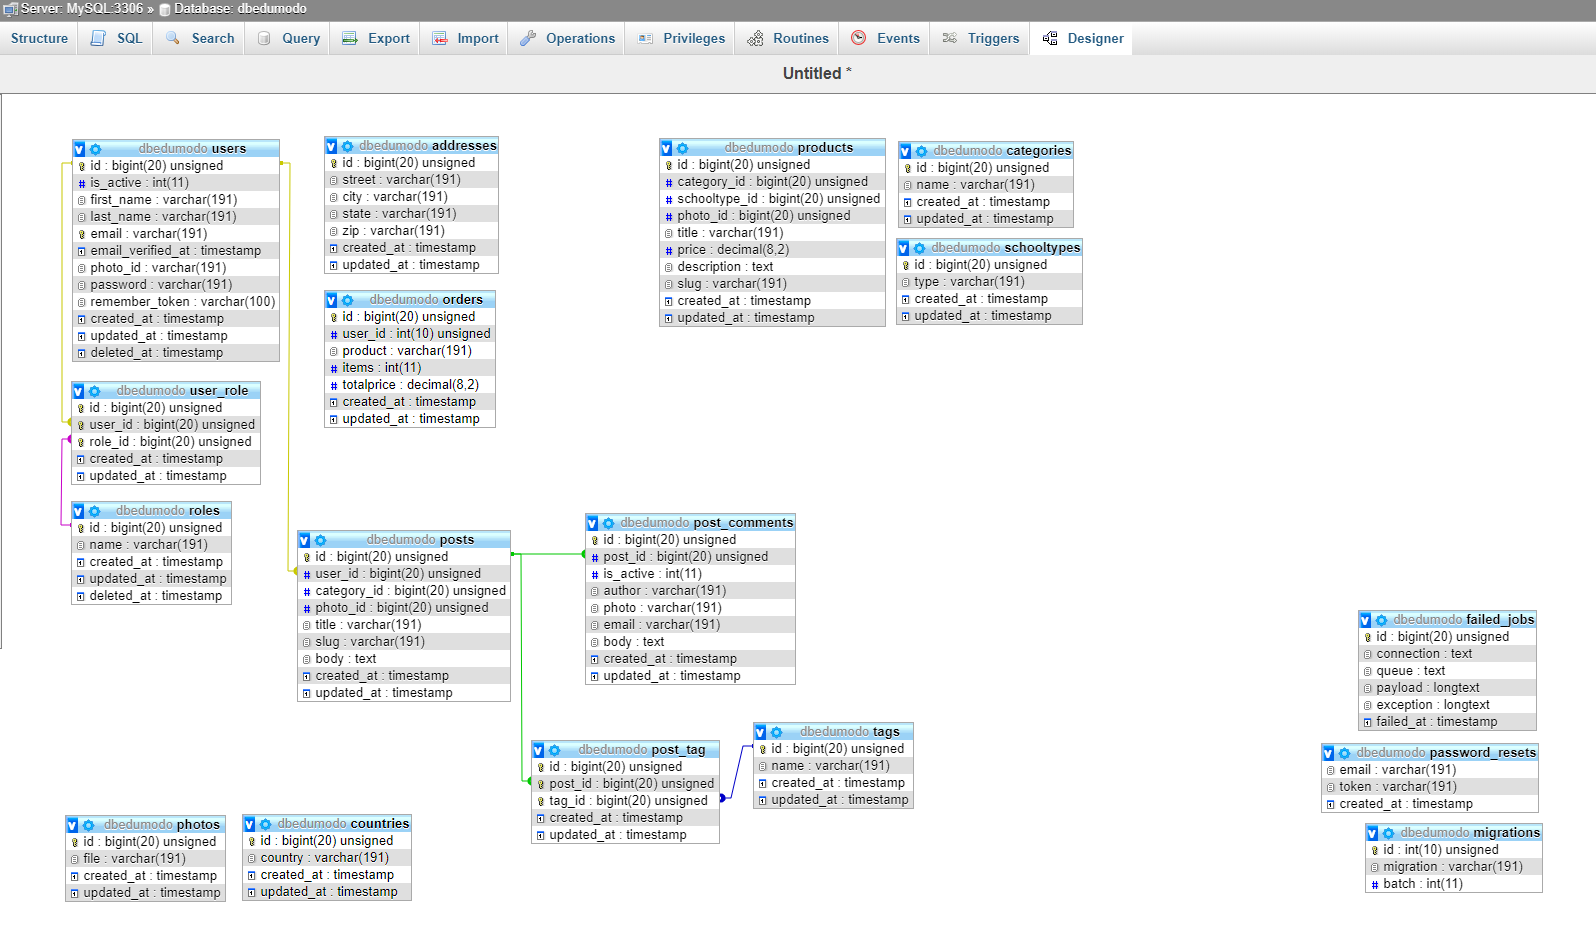 Server: MySQL:3306 » Database: dbedumodo
Structure SQL Search Query Export Import Operations Privileges Routines Events Triggers Designer
Untitled *
dbedumodo users
id : bigint(20) unsigned
is_active : int(11)
first_name : varchar(191)
last_name : varchar(191)
email : varchar(191)
email_verified_at : timestamp
photo_id : varchar(191)
password : varchar(191)
remember_token : varchar(100)
created_at : timestamp
updated_at : timestamp
deleted_at : timestamp
dbedumodo addresses
id : bigint(20) unsigned
street : varchar(191)
city : varchar(191)
state : varchar(191)
zip : varchar(191)
created_at : timestamp
updated_at : timestamp
dbedumodo products
id : bigint(20) unsigned
category_id : bigint(20) unsigned
schooltype_id : bigint(20) unsigned
photo_id : bigint(20) unsigned
title : varchar(191)
price : decimal(8,2)
description : text
slug : varchar(191)
created_at : timestamp
updated_at : timestamp
dbedumodo categories
id : bigint(20) unsigned
name : varchar(191)
created_at : timestamp
updated_at : timestamp
dbedumodo schooltypes
id : bigint(20) unsigned
type : varchar(191)
created_at : timestamp
updated_at : timestamp
dbedumodo orders
id : bigint(20) unsigned
user_id : int(10) unsigned
product : varchar(191)
items : int(11)
totalprice : decimal(8,2)
created_at : timestamp
updated_at : timestamp
dbedumodo user_role
id : bigint(20) unsigned
user_id : bigint(20) unsigned
role_id : bigint(20) unsigned
created_at : timestamp
updated_at : timestamp
dbedumodo roles
id : bigint(20) unsigned
name : varchar(191)
created_at : timestamp
updated_at : timestamp
deleted_at : timestamp
dbedumodo posts
id : bigint(20) unsigned
user_id : bigint(20) unsigned
category_id : bigint(20) unsigned
photo_id : bigint(20) unsigned
title : varchar(191)
slug : varchar(191)
body : text
created_at : timestamp
updated_at : timestamp
dbedumodo post_comments
id : bigint(20) unsigned
post_id : bigint(20) unsigned
is_active : int(11)
author : varchar(191)
photo : varchar(191)
email : varchar(191)
body : text
created_at : timestamp
updated_at : timestamp
dbedumodo failed_jobs
id : bigint(20) unsigned
connection : text
queue : text
payload : longtext
exception : longtext
failed_at : timestamp
dbedumodo post_tag
id : bigint(20) unsigned
post_id : bigint(20) unsigned
tag_id : bigint(20) unsigned
created_at : timestamp
updated_at : timestamp
dbedumodo tags
id : bigint(20) unsigned
name : varchar(191)
created_at : timestamp
updated_at : timestamp
dbedumodo password_resets
email : varchar(191)
token : varchar(191)
created_at : timestamp
dbedumodo photos
id : bigint(20) unsigned
file : varchar(191)
created_at : timestamp
updated_at : timestamp
dbedumodo countries
id : bigint(20) unsigned
country : varchar(191)
created_at : timestamp
updated_at : timestamp
dbedumodo migrations
id : int(10) unsigned
migration : varchar(191)
batch : int(11)